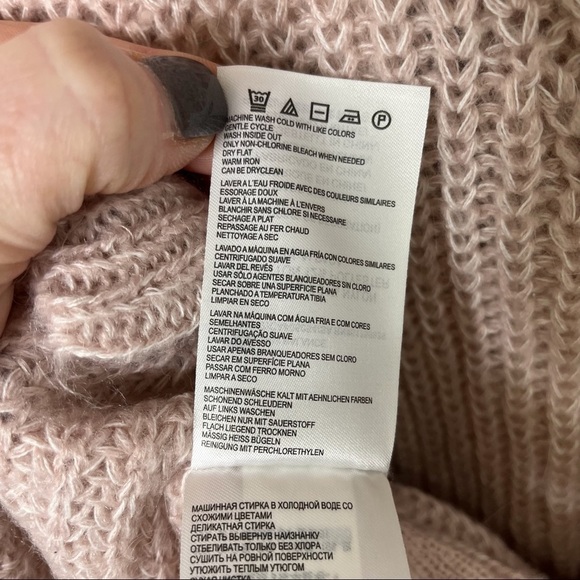 30 P
MACHINE WASH COLD WITH LIKE COLORS
GENTLE CYCLE
WASH INSIDE OUT
ONLY NON-CHLORINE BLEACH WHEN NEEDED
DRY FLAT
WARM IRON
CAN BE DRYCLEAN
LAVER A L'EAU FROIDE AVEC DES COULEURS SIMILAIRES
ESSORAGE DOUX
LAVER À LA MACHINE À L'ENVERS
BLANCHIR SANS CHLORE SI NECESSAIRE
SECHAGE A PLAT
REPASSAGE AU FER CHAUD
NETTOYAGE A SEC
LAVADO A MÁQUINA EN AGUA FRÍA CON COLORES SIMILARES
CENTRIFUGADO SUAVE
LAVAR DEL REVÉS
USAR SÓLO AGENTES BLANQUEADORES SIN CLORO
SECAR SOBRE UNA SUPERFICIE PLANA
PLANCHADO A TEMPERATURA TIBIA
LIMPIAR EN SECO
LAVAR NA MÁQUINA COM ÁGUA FRIA E COM CORES
SEMELHANTES
CENTRIFUGAÇÃO SUAVE
LAVAR DO AVESSO
USAR APENAS BRANQUEADORES SEM CLORO
SECAR EM SUPERFÍCIE PLANA
PASSAR COM FERRO MORNO
LIMPAR A SECO
MASCHINENWÄSCHE KALT MIT AEHNLICHEN FARBEN
SCHONEND SCHLEUDERN
AUF LINKS WASCHEN
BLEICHEN NUR MIT SAUERSTOFF
FLACH LIEGEND TROCKNEN
MÄSSIG HEISS BÜGELN
REINIGUNG MIT PERCHLORETHYLEN
МАШИННАЯ СТИРКА В ХОЛОДНОЙ ВОДЕ СО
СХОЖИМИ ЦВЕТАМИ
ДЕЛИКАТНАЯ СТИРКА
СТИРАТЬ ВЫВЕРНУВ НАИЗНАНКУ
ОТБЕЛИВАТЬ ТОЛЬКО БЕЗ ХЛОРА
СУШИТЬ НА РОВНОЙ ПОВЕРХНОСТИ
УТЮЖИТЬ ТЕПЛЫМ УТЮГОМ
СУХАЯ ЧИСТКА